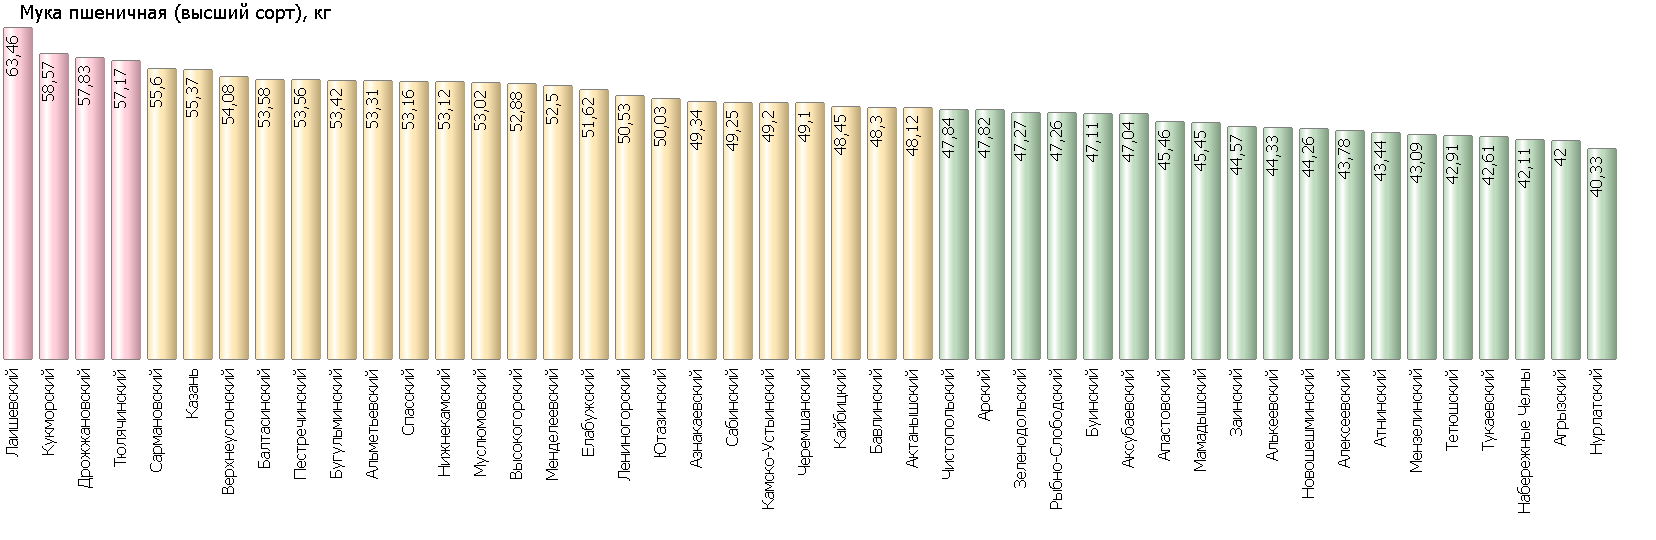 Мука пшеничная (высший сорт), кг
63,46
58,57
57,83
57,17
55,6
55,37
54,08
53,58
53,56
53,42
53,31
53,16
53,12
53,02
52,88
52,5
51,62
50,53
50,03
49,34
49,25
49,2
49,1
48,45
48,3
48,12
47,84
47,82
47,27
47,26
47,11
47,04
45,46
45,45
44,57
44,33
44,26
43,78
43,44
43,09
42,91
42,61
42,11
42
40,33
Лаишевский
Кукморский
Дрожжановский
Тюлячинский
Сармановский
Казань
Верхнеуслонский
Балтасинский
Пестречинский
Бугульминский
Альметьевский
Спасский
Нижнекамский
Муслюмовский
Высокогорский
Менделеевский
Елабужский
Лениногорский
Ютазинский
Азнакаевский
Сабинский
Камско-Устьинский
Черемшанский
Кайбицкий
Бавлинский
Актанышский
Чистопольский
Арский
Зеленодольский
Рыбно-Слободский
Буинский
Аксубаевский
Апастовский
Мамадышский
Заинский
Алькеевский
Новошешминский
Алексеевский
Атнинский
Мензелинский
Тетюшский
Тукаевский
Набережные Челны
Агрызский
Нурлатский